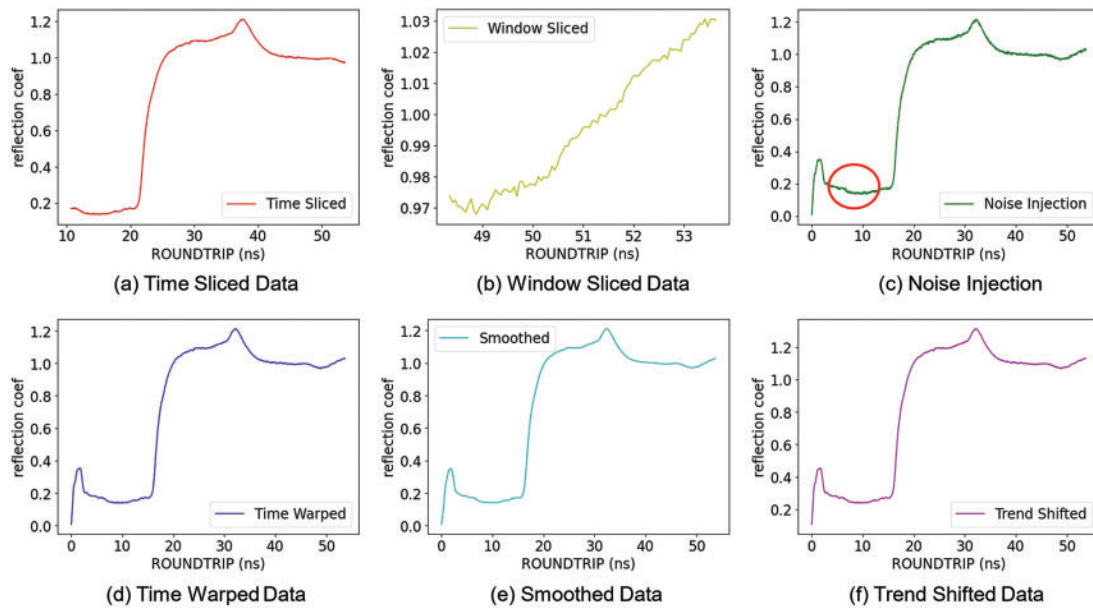 reflection coef
1.2
1.0
0.8
0.6
0.4
0.2
Time Sliced
10 20 30 40 50
ROUNDTRIP (ns)
(a) Time Sliced Data
reflection coef
1.03
1.02
1.01
1.00
0.99
0.98
0.97
Window Sliced
49 50 51 52 53
ROUNDTRIP (ns)
(b) Window Sliced Data
reflection coef
1.2
1.0
0.8
0.6
0.4
0.2
0.0
Noise Injection
0 10 20 30 40 50
ROUNDTRIP (ns)
(c) Noise Injection
reflection coef
1.2
1.0
0.8
0.6
0.4
0.2
0.0
Time Warped
0 10 20 30 40 50
ROUNDTRIP (ns)
(d) Time Warped Data
reflection coef
1.2
1.0
0.8
0.6
0.4
0.2
0.0
Smoothed
0 10 20 30 40 50
ROUNDTRIP (ns)
(e) Smoothed Data
reflection coef
1.2
1.0
0.8
0.6
0.4
0.2
Trend Shifted
0 10 20 30 40 50
ROUNDTRIP (ns)
(f) Trend Shifted Data